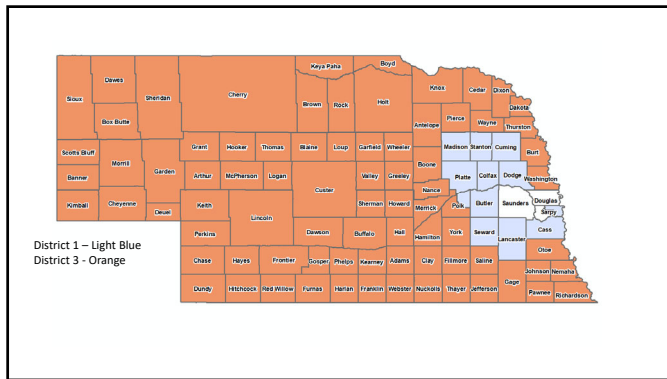 Keya Paha
Boyd
Dawes
Sioux
Sheridan
Cherry
Knox
Cedar
Dixon
Brown
Rock
Holt
Dakota
Box Butte
Antelope
Pierce
Wayne
Thurston
Scotts Bluff
Grant
Hooker
Thomas
Blaine
Loup
Garfield
Wheeler
Madison
Stanton
Cuming
Burt
Morrill
Garden
Boone
Banner
Arthur
McPherson
Logan
Custer
Valley
Greeley
Platte
Colfax
Dodge
Washington
Nance
Kimball
Cheyenne
Deuel
Keith
Lincoln
Sherman
Howard
Merrick
Polk
Butler
Saunders
Douglas
Sarpy
Perkins
Dawson
Buffalo
Hall
Hamilton
York
Seward
Lancaster
Cass
Otoe
District 1 – Light Blue
District 3 - Orange
Chase
Hayes
Frontier
Gosper
Phelps
Kearney
Adams
Clay
Fillmore
Saline
Gage
Johnson
Nemaha
Dundy
Hitchcock
Red Willow
Furnas
Harlan
Franklin
Webster
Nuckolls
Thayer
Jefferson
Pawnee
Richardson